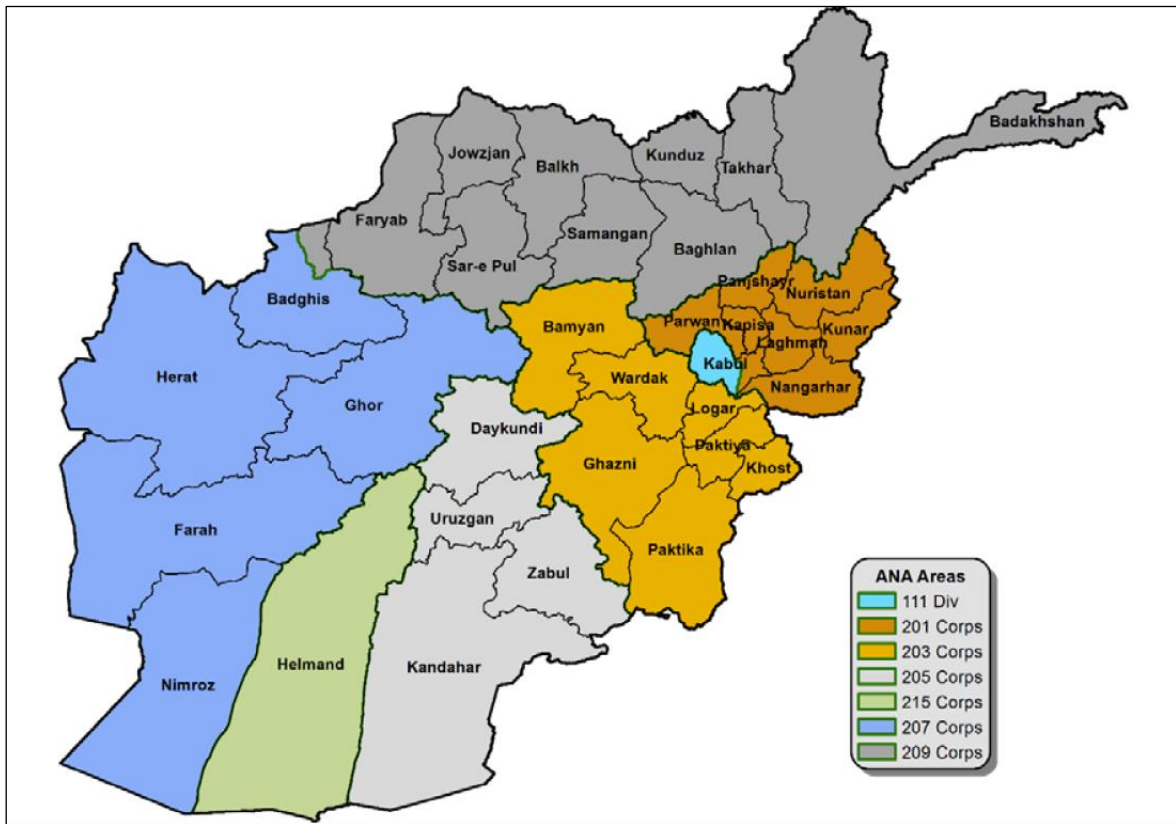 Badakhshan
Jowzjan
Balkh
Kunduz
Takhar
Faryab
Samangan
Baghlan
Sar-e Pul
Panjshayr
Nuristan
Badghis
Bamyan
Parwan
Kapisa
Kunar
Laghman
Kabul
Herat
Wardak
Nangarhar
Ghor
Logar
Daykundi
Paktiya
Ghazni
Khost
Uruzgan
Farah
Paktika
Zabul
Helmand
Kandahar
Nimroz
ANA Areas
111 Div
201 Corps
203 Corps
205 Corps
215 Corps
207 Corps
209 Corps